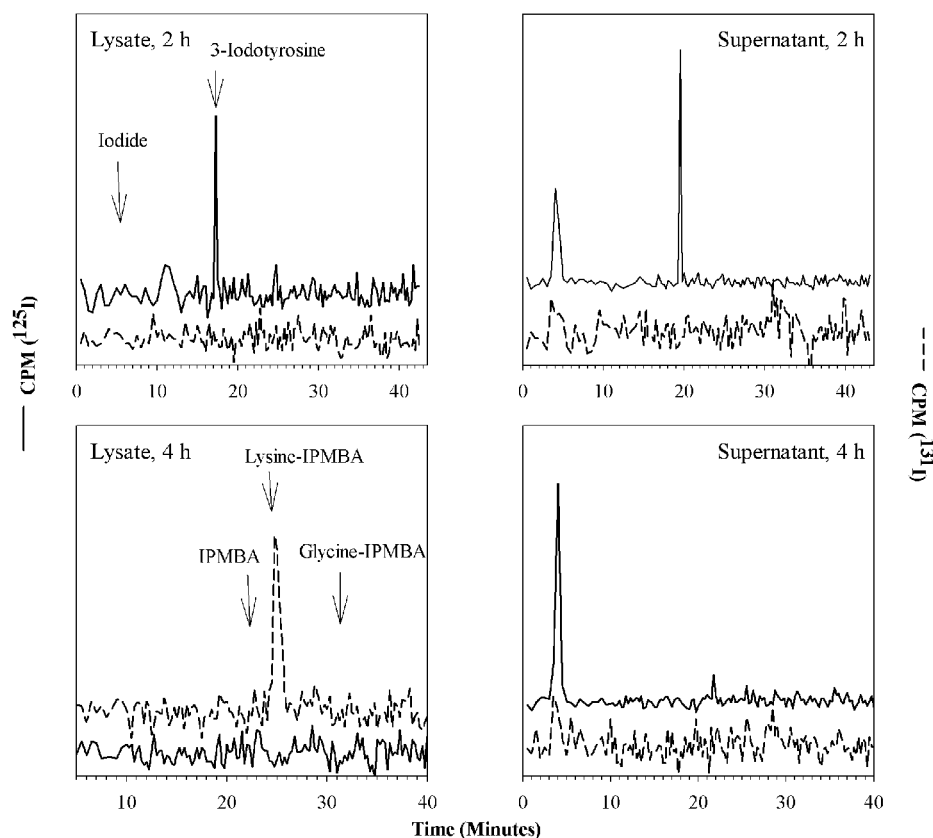 Lysate, 2 h
3-Iodotyrosine
Iodide
0 10 20 30 40
Supernatant, 2 h
0 10 20 30 40
CPM (125I)
CPM (131I)
Lysate, 4 h
Lysine-IPMBA
IPMBA
Glycine-IPMBA
10 20 30 40
Supernatant, 4 h
0 10 20 30 40
Time (Minutes)